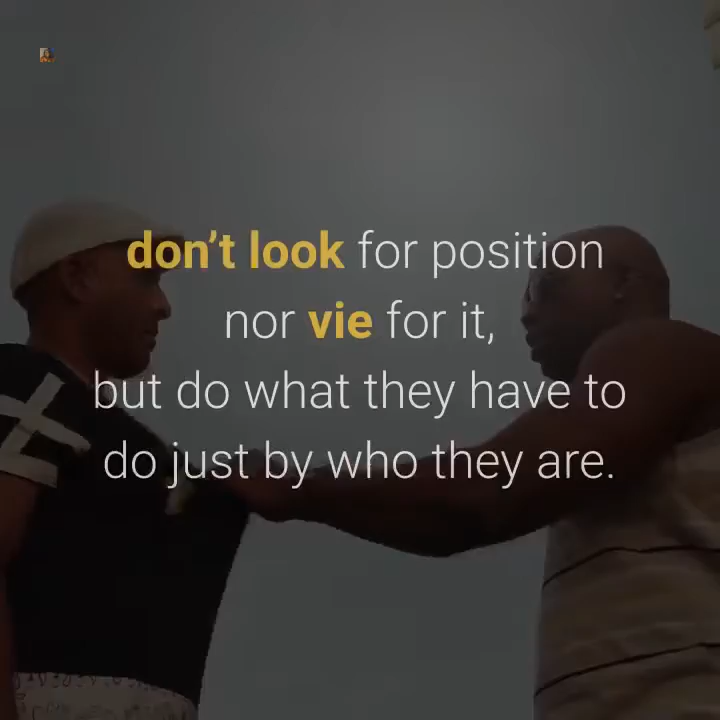 don’t look for position
nor vie for it,
but do what they have to
do just by who they are.